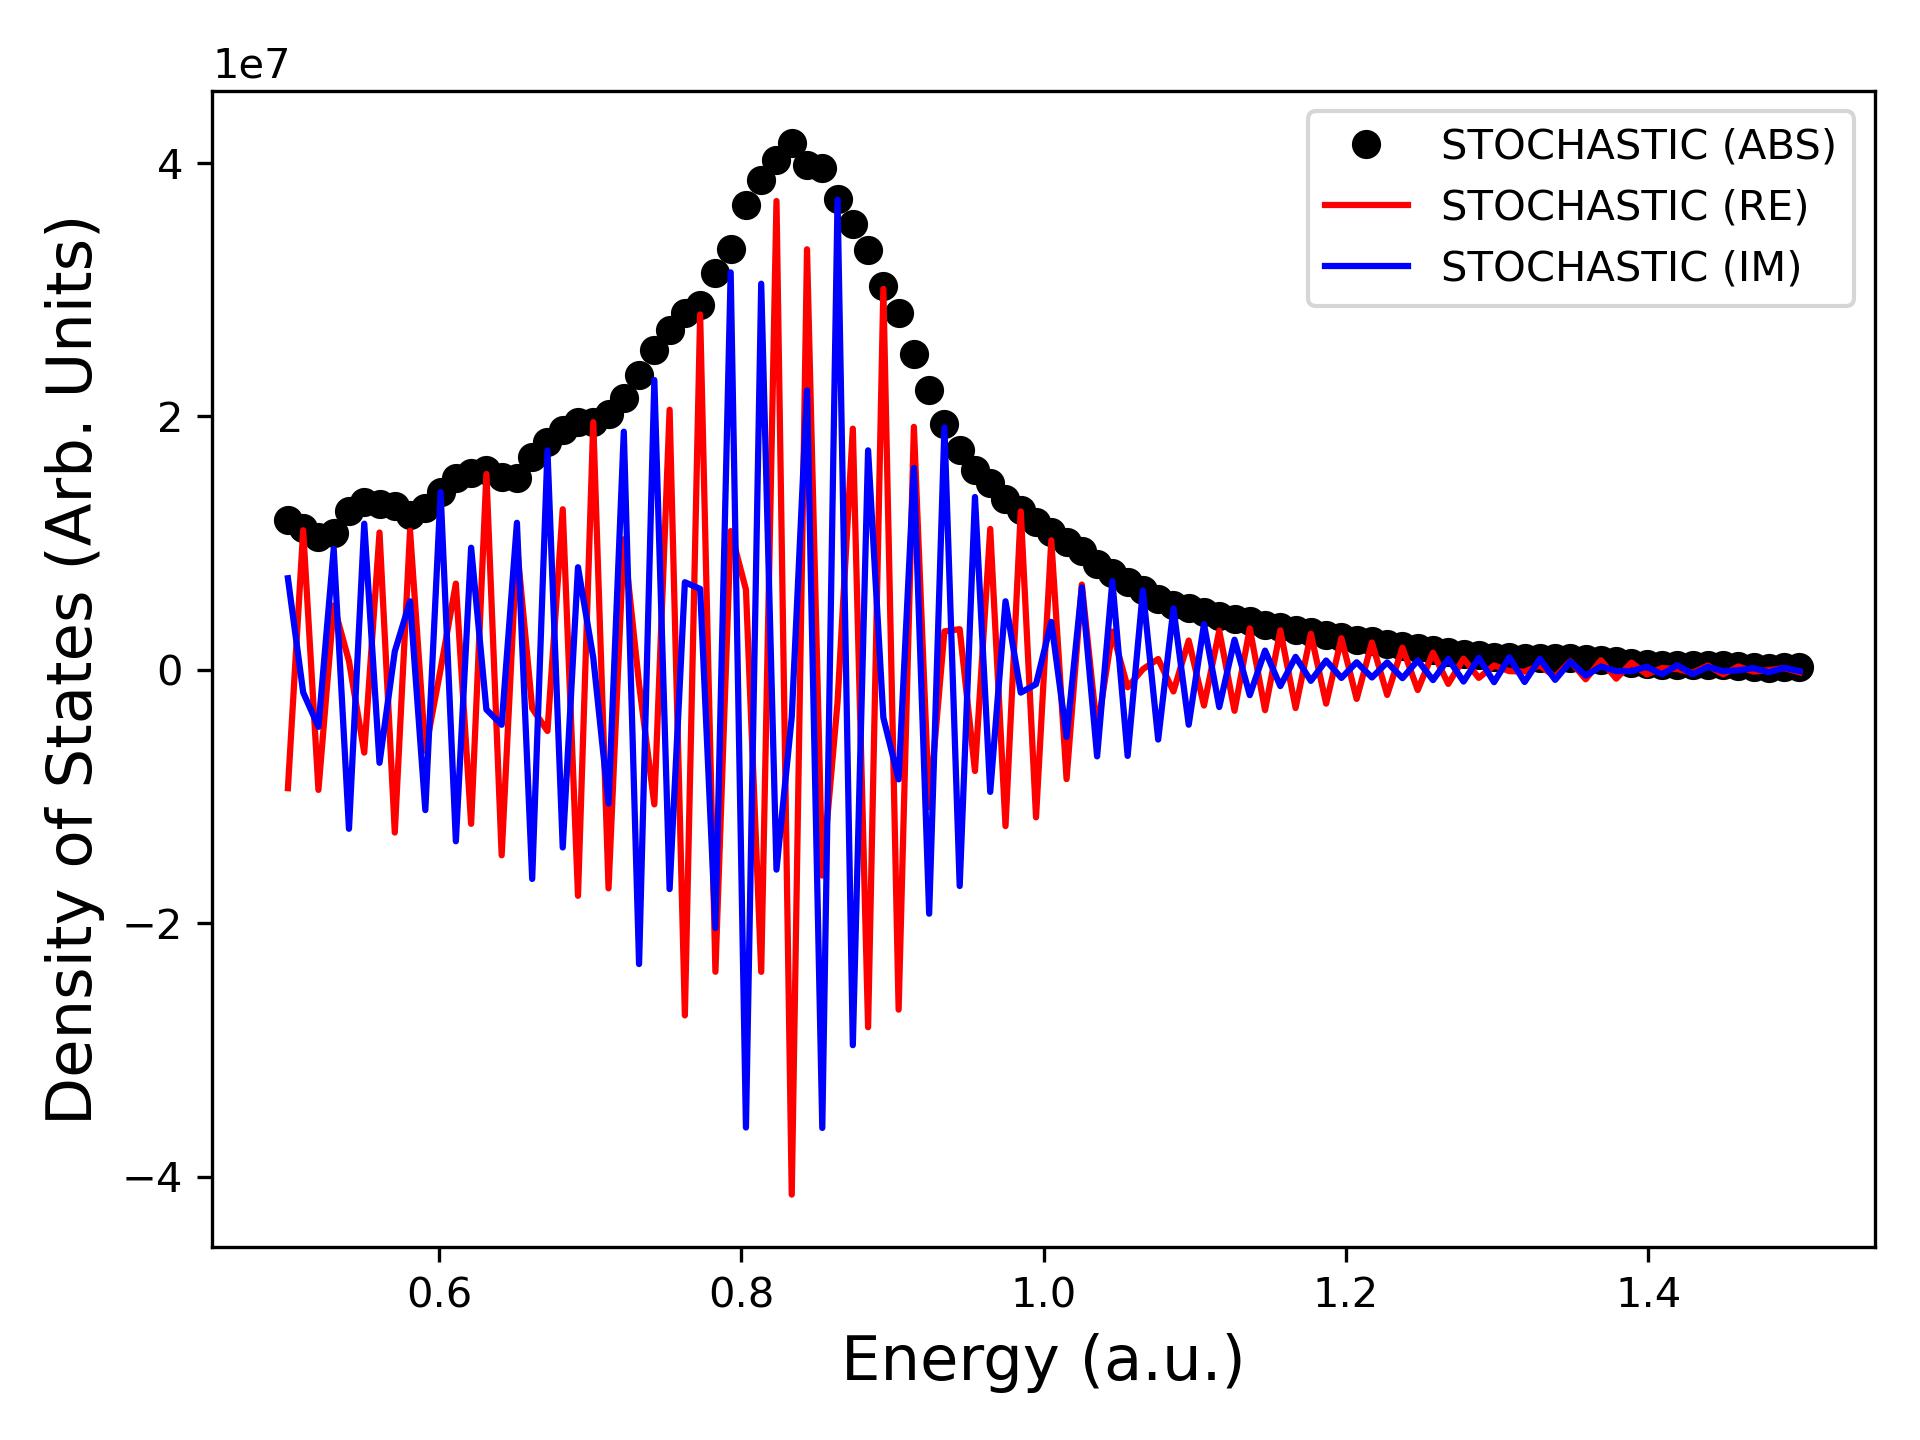 1e7
Density of States (Arb. Units)
4
2
0
−2
−4
STOCHASTIC (ABS)
STOCHASTIC (RE)
STOCHASTIC (IM)
0.6 0.8 1.0 1.2 1.4
Energy (a.u.)